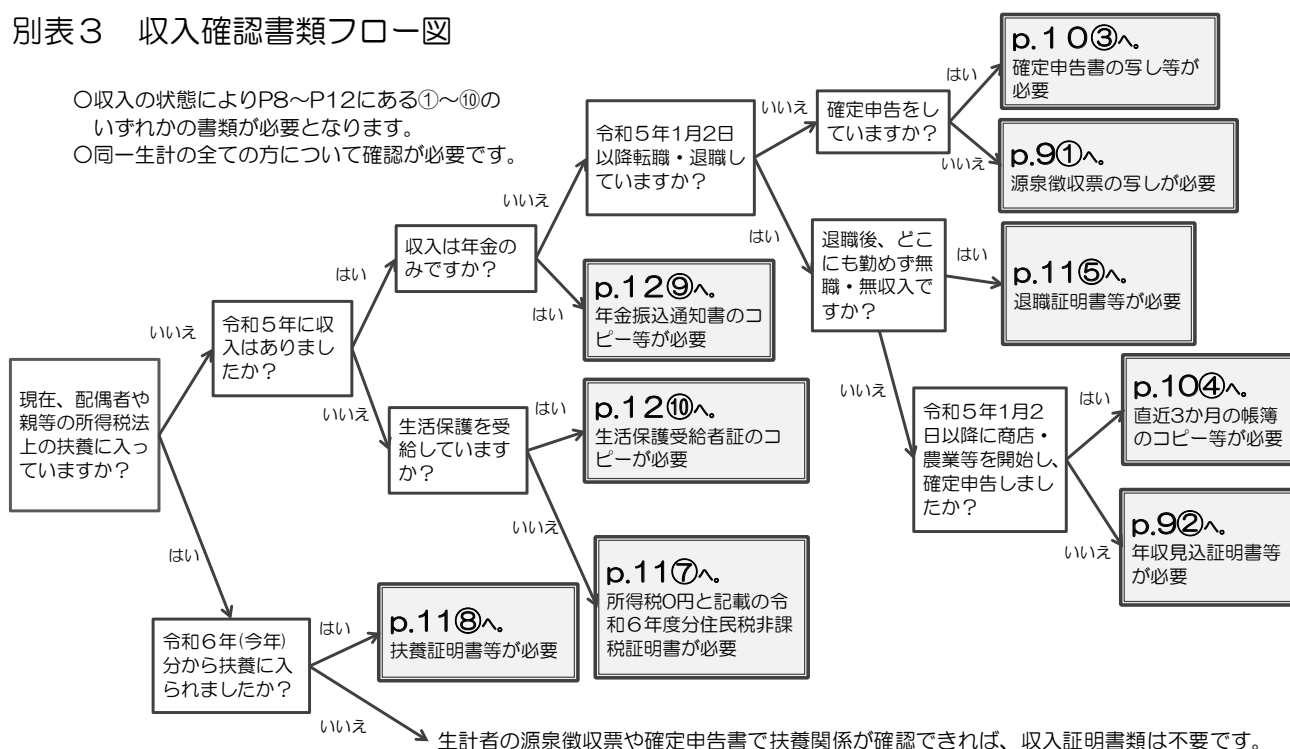 別表３　収入確認書類フロー図
○収入の状態によりP8～P12にある①～⑩の
いずれかの書類が必要となります。
○同一生計の全ての方について確認が必要です。
現在、配偶者や
親等の所得税法
上の扶養に入っ
ていますか？
いいえ
はい
令和５年に収
入はありまし
たか？
はい
いいえ
収入は年金の
みですか？
いいえ
はい
令和５年1月2日
以降転職・退職し
ていますか？
いいえ
はい
確定申告をし
ていますか？
はい
いいえ
p.１０③へ。
確定申告書の写し等が
必要
p.9①へ。
源泉徴収票の写しが必要
退職後、どこ
にも勤めず無
職・無収入で
すか？
はい
いいえ
p.11⑤へ。
退職証明書等が必要
令和５年1月2
日以降に商店・
農業等を開始し、
確定申告しまし
たか？
はい
いいえ
p.10④へ。
直近3か月の帳簿
のコピー等が必要
p.9②へ。
年収見込証明書等
が必要
p.１２⑨へ。
年金振込通知書のコ
ピー等が必要
生活保護を受
給しています
か？
はい
いいえ
p.１２⑩へ。
生活保護受給者証のコ
ピーが必要
p.11⑦へ。
所得税0円と記載の令
和６年度分住民税非課
税証明書が必要
令和６年(今年)
分から扶養に入
られましたか？
はい
いいえ
p.11⑧へ。
扶養証明書等が必要
生計者の源泉徴収票や確定申告書で扶養関係が確認できれば、収入証明書類は不要です。